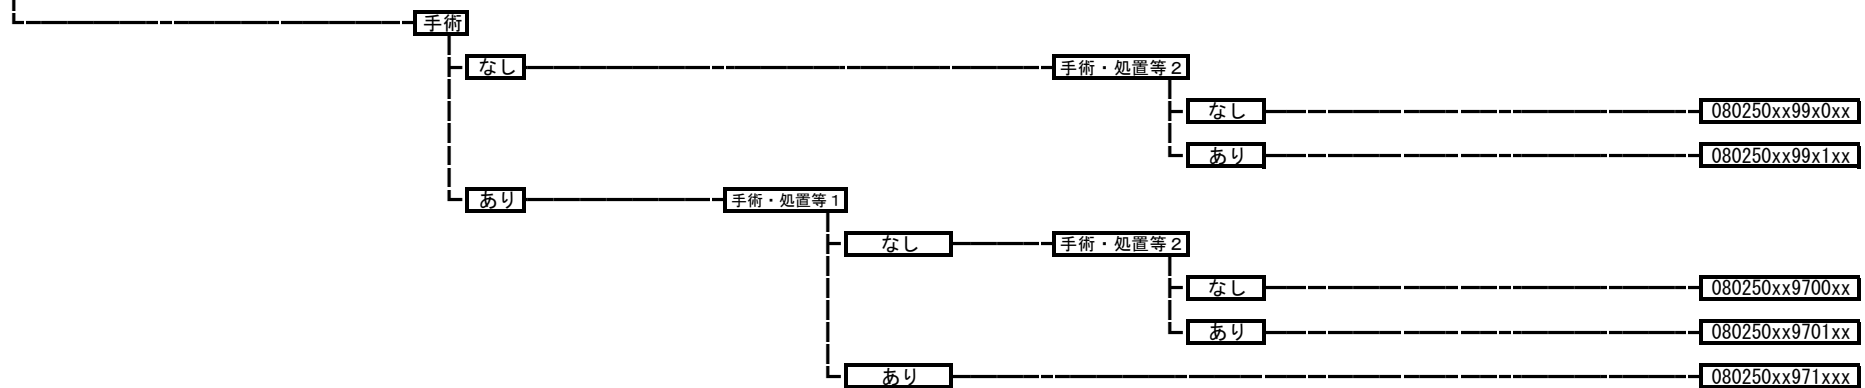 手術
なし 手術・処置等２
なし 080250xx99x0xx
あり 080250xx99x1xx
あり 手術・処置等１
なし 手術・処置等２
なし 080250xx9700xx
あり 080250xx9701xx
あり 080250xx971xxx